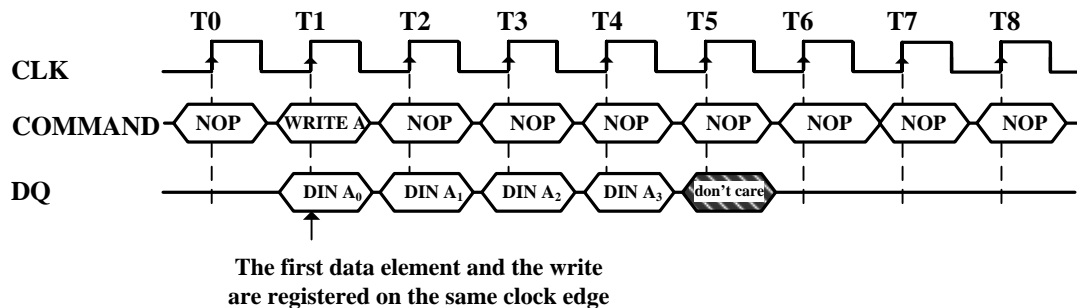 T0 T1 T2 T3 T4 T5 T6 T7 T8
CLK
COMMAND NOP WRITE A NOP NOP NOP NOP NOP NOP NOP
DQ DIN A₀ DIN A₁ DIN A₂ DIN A₃ don't care
The first data element and the write
are registered on the same clock edge